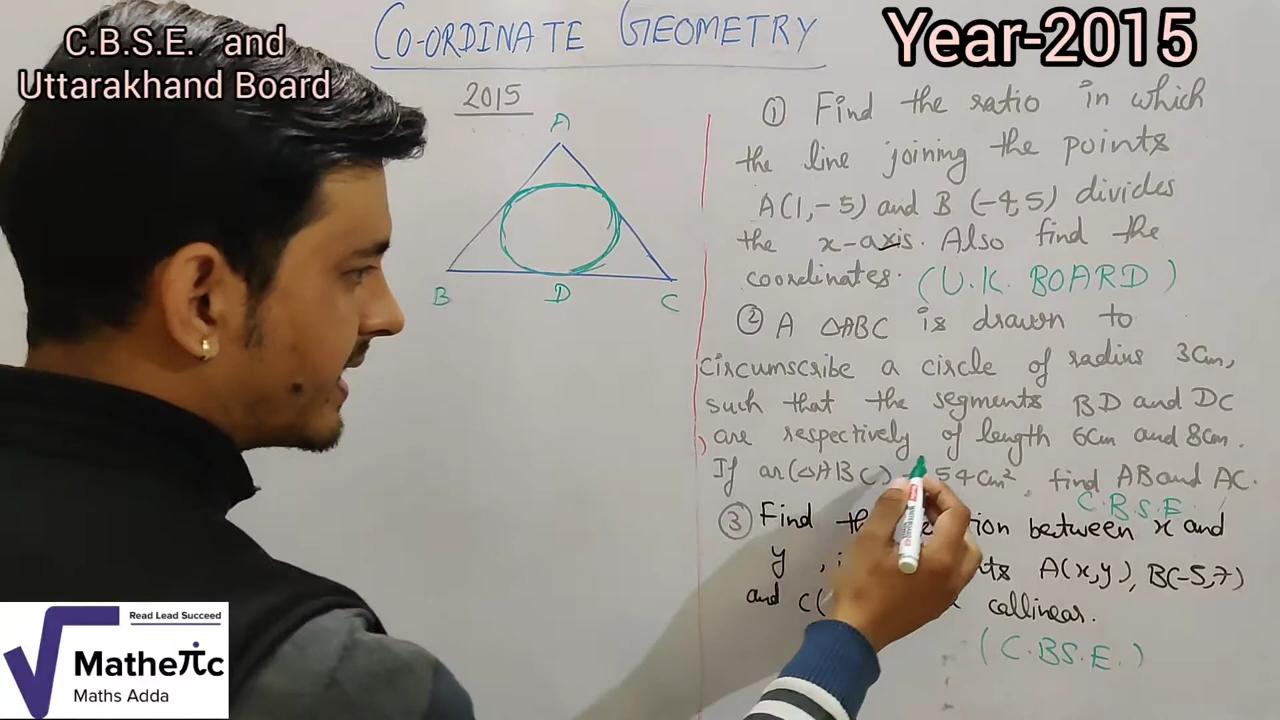 C.B.S.E. and
Uttarakhand Board
CO-ORDINATE GEOMETRY
Year-2015
2015
A
B
D
C
① Find the ratio in which
the line joining the points
A(1,-5) and B (-4,5) divides
the x-axis. Also find the
coordinates. (U.K. BOARD)
② A △ABC is drawn to
circumscribe a circle of radius 3cm,
such that the segments BD and DC
are respectively of length 6cm and 8cm.
If ar(△ABC) 54cm², find AB and AC.
C.B.S.E.
③ Find between x and
y, A(x,y), B(-5,7)
and C( callinear.
(C.BS.E.)
Read Lead Succeed
Matheπc
Maths Adda